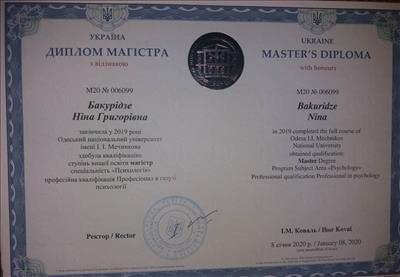 УКРАЇНА
ДИПЛОМ МАГІСТРА
з відзнакою
М20 № 006099
Бакурідзе
Ніна Григорівна
закінчила у 2019 році
Одеський національний університет
імені І. І. Мечникова
здобула кваліфікацію:
ступінь вищої освіти магістр
спеціальність «Психологія»
професійна кваліфікація Професіонал в галузі
психології
Ректор / Rector
UKRAINE
MASTER'S DIPLOMA
with honours
M20 № 006099
Bakuridze
Nina
in 2019 completed the full course of
Odesa I.I. Mechnikov
National University
obtained qualification:
Master Degree
Program Subject Area «Psychology»
Professional qualification Professional in psychology
І.М. Коваль / Ihor Koval
8 січня 2020 р. / January 08, 2020